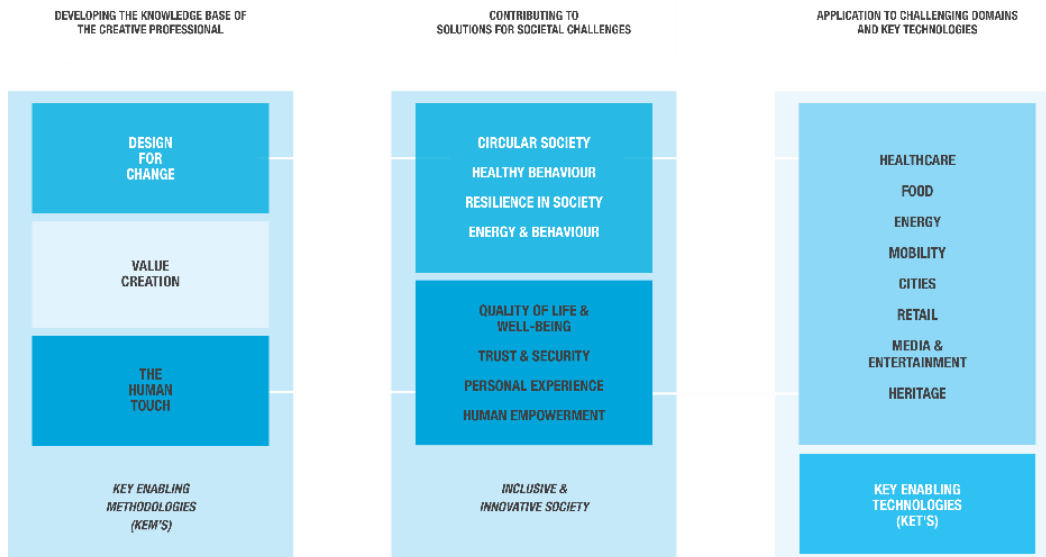 DEVELOPING THE KNOWLEDGE BASE OF
THE CREATIVE PROFESSIONAL
DESIGN
FOR
CHANGE
VALUE
CREATION
THE
HUMAN
TOUCH
KEY ENABLING
METHODOLOGIES
(KEM'S)
CONTRIBUTING TO
SOLUTIONS FOR SOCIETAL CHALLENGES
CIRCULAR SOCIETY
HEALTHY BEHAVIOUR
RESILIENCE IN SOCIETY
ENERGY & BEHAVIOUR
QUALITY OF LIFE &
WELL-BEING
TRUST & SECURITY
PERSONAL EXPERIENCE
HUMAN EMPOWERMENT
INCLUSIVE &
INNOVATIVE SOCIETY
APPLICATION TO CHALLENGING DOMAINS
AND KEY TECHNOLOGIES
HEALTHCARE
FOOD
ENERGY
MOBILITY
CITIES
RETAIL
MEDIA &
ENTERTAINMENT
HERITAGE
KEY ENABLING
TECHNOLOGIES
(KET'S)